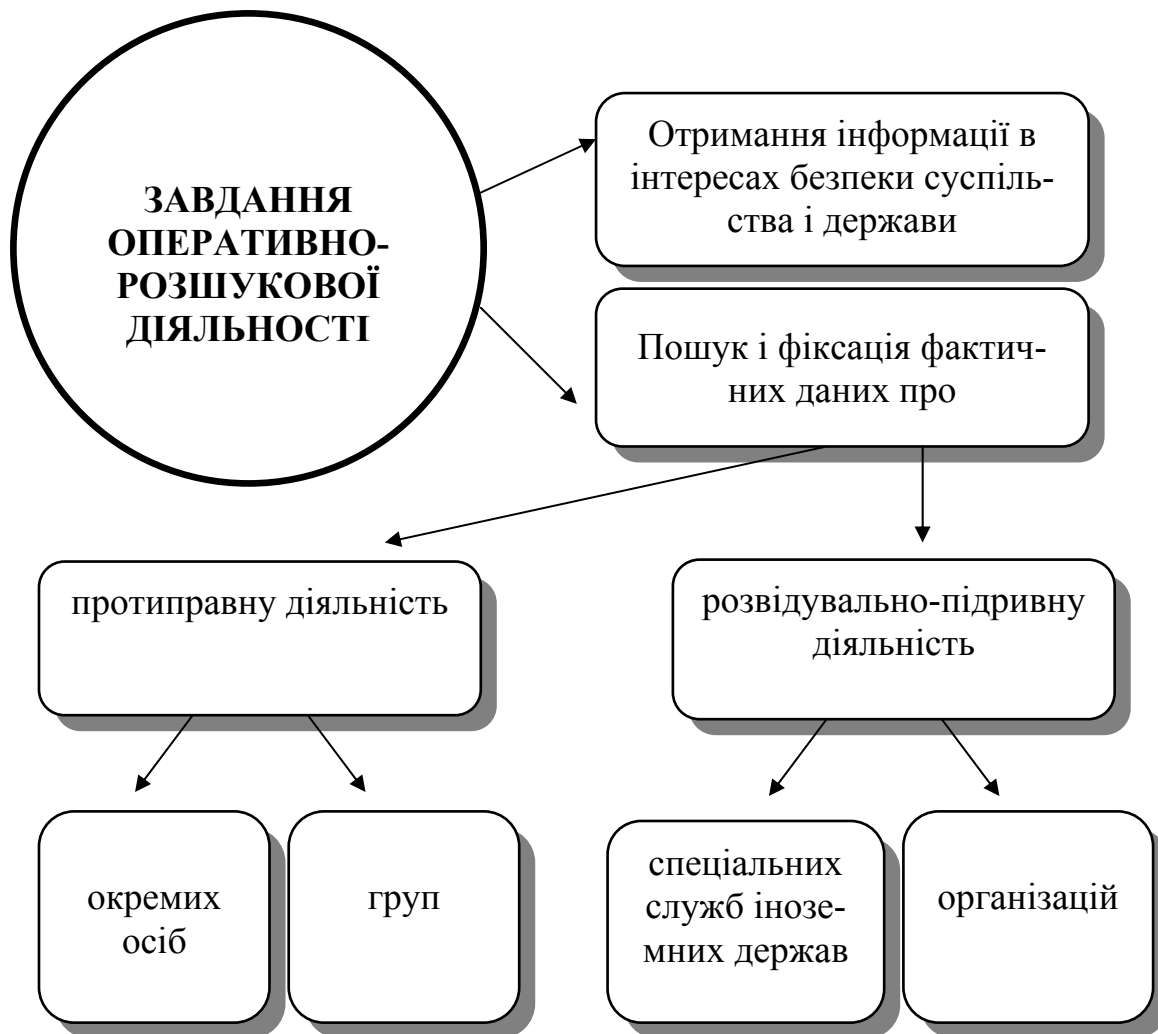 ЗАВДАННЯ
ОПЕРАТИВНО-
РОЗШУКОВОЇ
ДІЯЛЬНОСТІ
Отримання інформації в
інтересах безпеки суспіль-
ства і держави
Пошук і фіксація фактич-
них даних про
протиправну діяльність
розвідувально-підривну
діяльність
окремих
осіб
груп
спеціальних
служб інозе-
мних держав
організацій